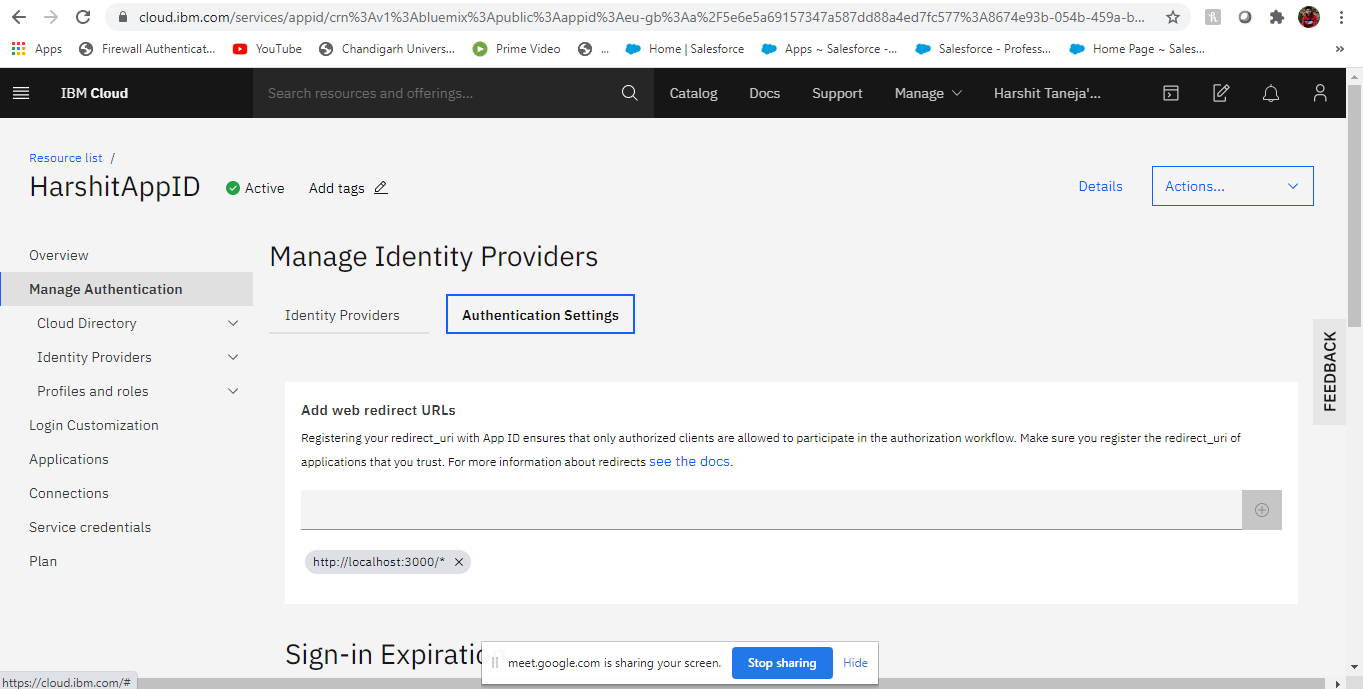 cloud.ibm.com/services/appid/crn%3Av1%3Abluemix%3Apublic%3Aappid%3Aeu-gb%3Aa%2F5e6e5a69157347a587dd88a4ed7fc577%3A8674e93b-054b-459a-b...
Apps Firewall Authenticat... YouTube Chandigarh Univers... Prime Video ... Home | Salesforce Apps ~ Salesforce -... Salesforce - Profess... Home Page ~ Sales... »
IBM Cloud Search resources and offerings... Catalog Docs Support Manage Harshit Taneja'...
Resource list /
HarshitAppID Active Add tags Details Actions...
Overview
Manage Authentication
Cloud Directory
Identity Providers
Profiles and roles
Login Customization
Applications
Connections
Service credentials
Plan
Manage Identity Providers
Identity Providers Authentication Settings
Add web redirect URLs
Registering your redirect_uri with App ID ensures that only authorized clients are allowed to participate in the authorization workflow. Make sure you register the redirect_uri of
applications that you trust. For more information about redirects see the docs.
http://localhost:3000/*
FEEDBACK
meet.google.com is sharing your screen. Stop sharing Hide
https://cloud.ibm.com/#